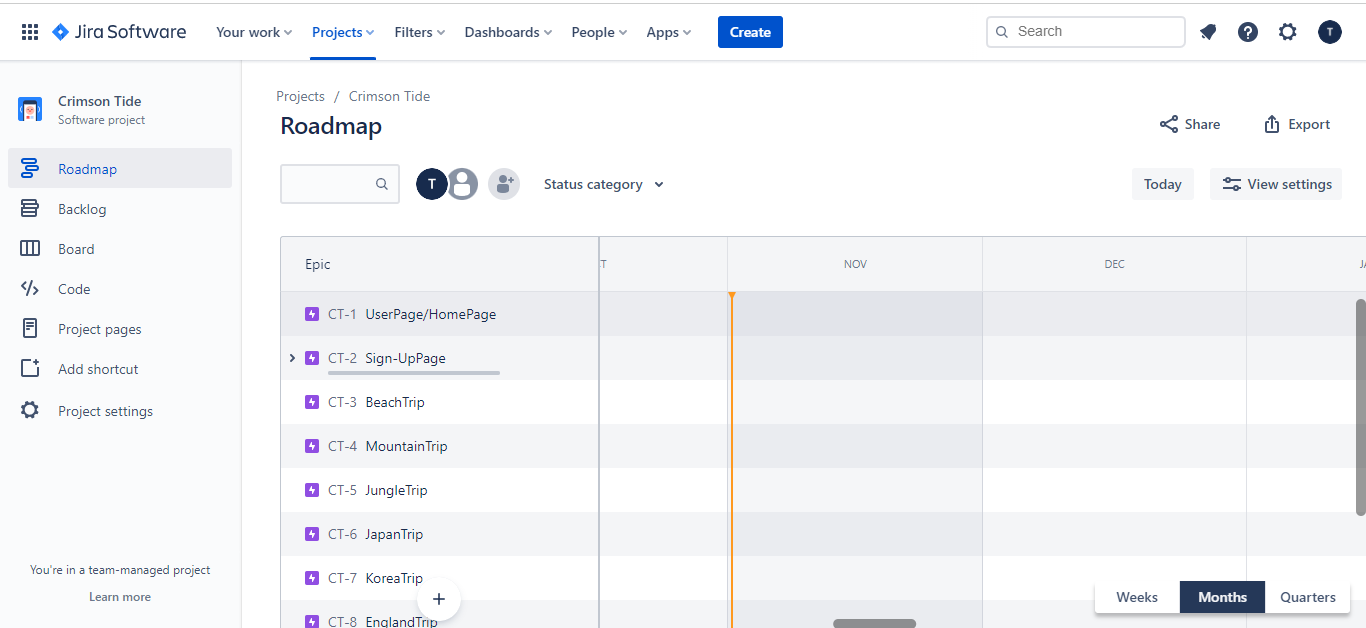 Jira Software Your work Projects Filters Dashboards People Apps Create Search T
Crimson Tide
Software project
Roadmap
Backlog
Board
Code
Project pages
Add shortcut
Project settings
You're in a team-managed project
Learn more
Projects / Crimson Tide
Roadmap
Share Export
T Status category Today View settings
Epic T NOV DEC JA
CT-1 UserPage/HomePage
CT-2 Sign-UpPage
CT-3 BeachTrip
CT-4 MountainTrip
CT-5 JungleTrip
CT-6 JapanTrip
CT-7 KoreaTrip
CT-8 EnglandTrip
+
Weeks Months Quarters